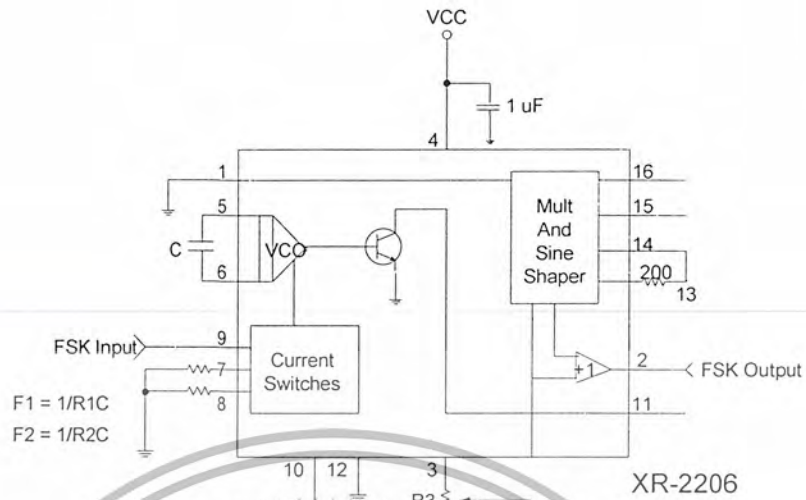 VCC
1 uF
4
1
16
5
Mult
And
Sine
Shaper
15
C
VCO
14
6
200
13
9
FSK Input
Current
Switches
7
2
+1
FSK Output
F1 = 1/R1C
8
11
F2 = 1/R2C
10
12
3
R3
XR-2206